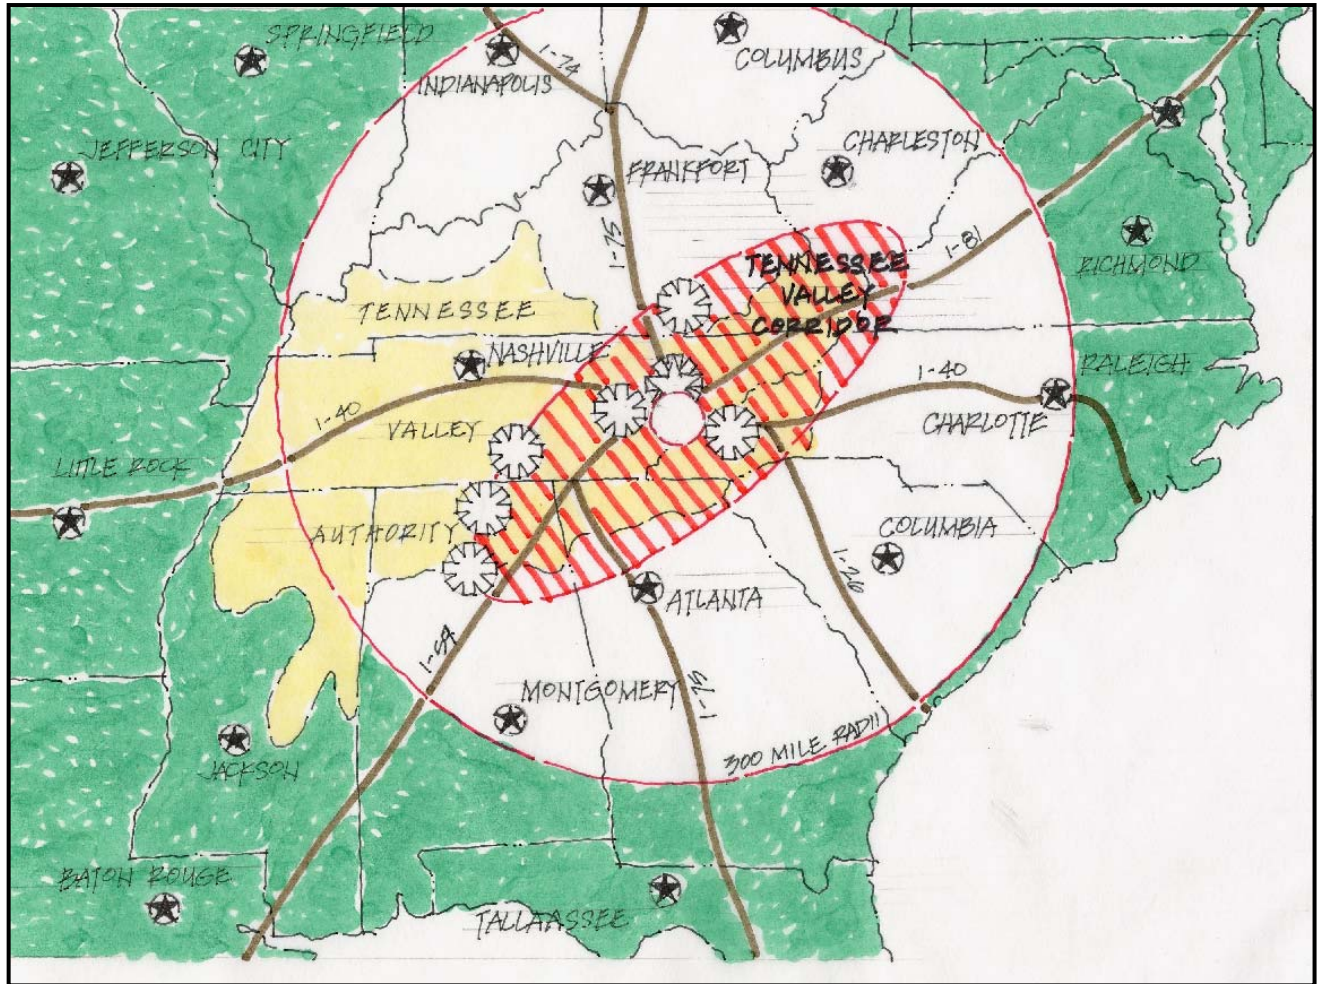 SPRINGFIELD
I-74
INDIANAPOLIS
COLUMBUS
JEFFERSON CITY
FRANKFORT
CHARLESTON
I-75
I-81
RICHMOND
TENNESSEE
VALLEY
CORRIDOR
TENNESSEE
NASHVILLE
I-40
RALEIGH
I-40
VALLEY
CHARLOTTE
LITTLE ROCK
AUTHORITY
COLUMBIA
I-26
ATLANTA
I-59
MONTGOMERY
I-75
300 MILE RADII
JACKSON
BATON ROUGE
TALLAASSEE